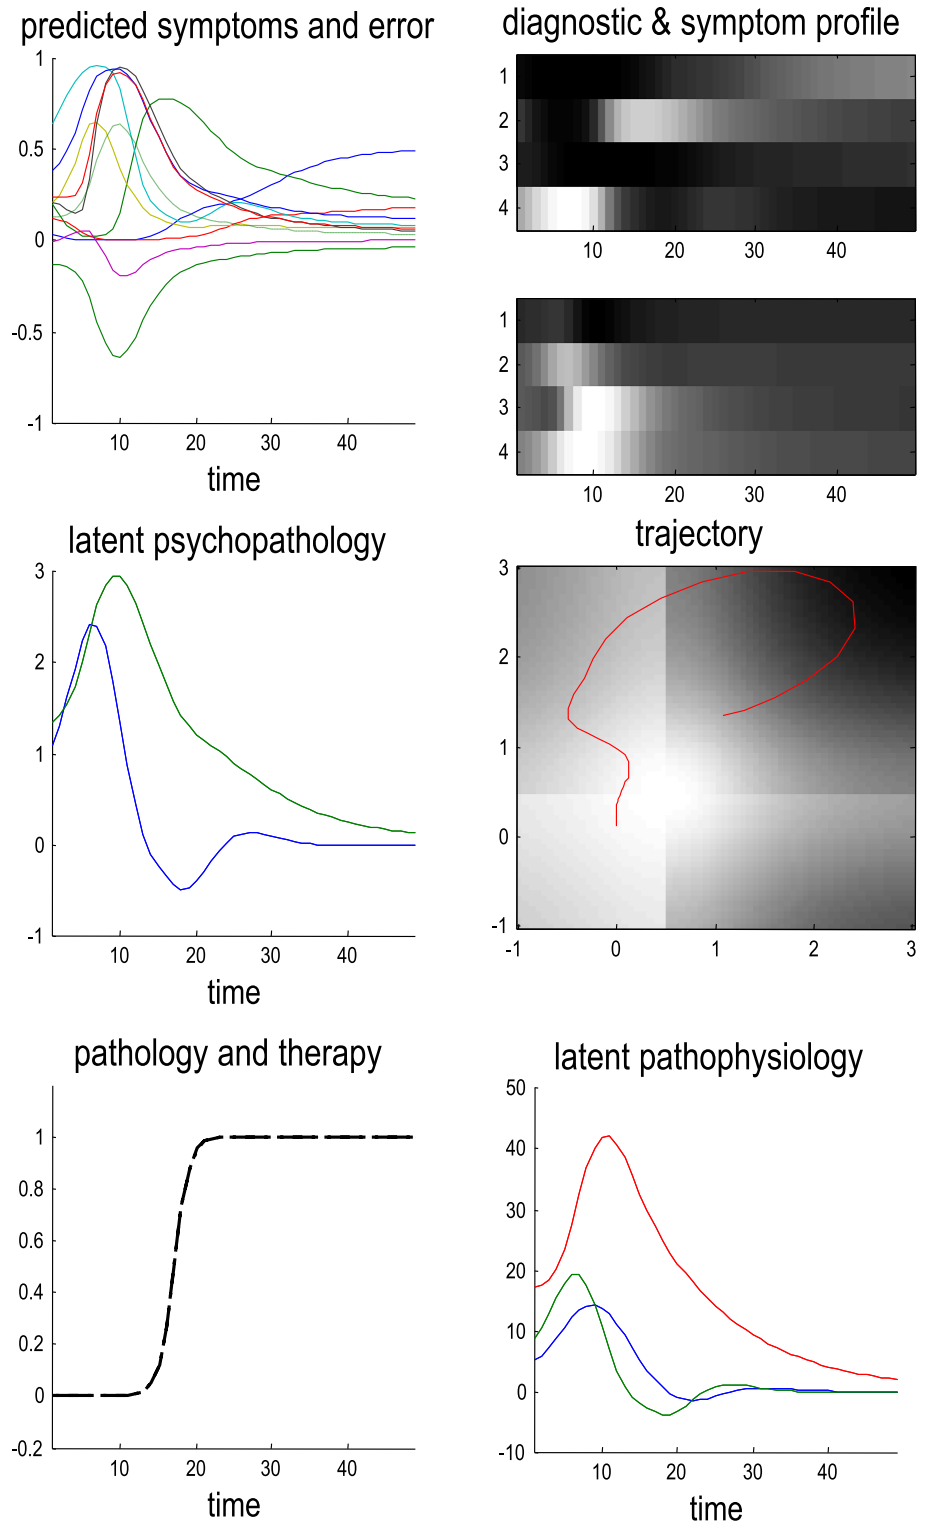 predicted symptoms and error
1
0.5
0
-0.5
-1
10 20 30 40
time
diagnostic & symptom profile
1
2
3
4
10 20 30 40
1
2
3
4
10 20 30 40
latent psychopathology
3
2
1
0
-1
10 20 30 40
time
trajectory
3
2
1
0
-1
-1 0 1 2 3
pathology and therapy
1
0.8
0.6
0.4
0.2
0
-0.2
10 20 30 40
time
latent pathophysiology
50
40
30
20
10
0
-10
10 20 30 40
time